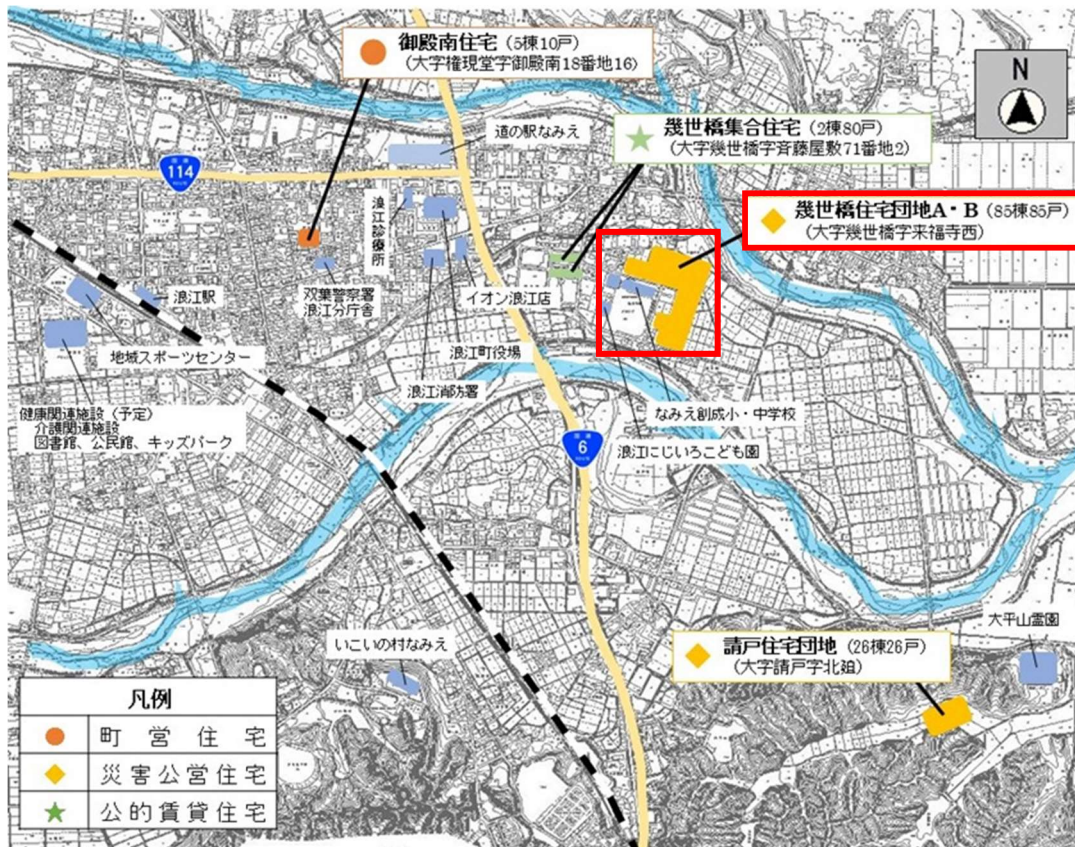 御殿南住宅 (5棟10戸)
(大字権現堂字御殿南18番地16)
N
道の駅なみえ
幾世橋集合住宅 (2棟80戸)
(大字幾世橋字斉藤屋敷71番地2)
114
幾世橋住宅団地A・B (85棟85戸)
(大字幾世橋字来福寺西)
浪江診療所
双葉警察署
浪江分庁舎
イオン浪江店
浪江駅
地域スポーツセンター
浪江町役場
浪江消防署
なみえ創成小・中学校
浪江にじいろこども園
健康関連施設 (予定)
介護関連施設
図書館、公民館、キッズパーク
6
いこいの村なみえ
大平山霊園
請戸住宅団地 (26棟26戸)
(大字請戸字北迫)
凡例
町営住宅
災害公営住宅
公的賃貸住宅